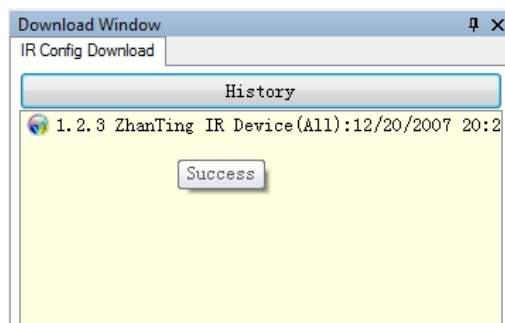 Download Window
IR Config Download
History
1.2.3 ZhanTing IR Device(All):12/20/2007 20:2
Success